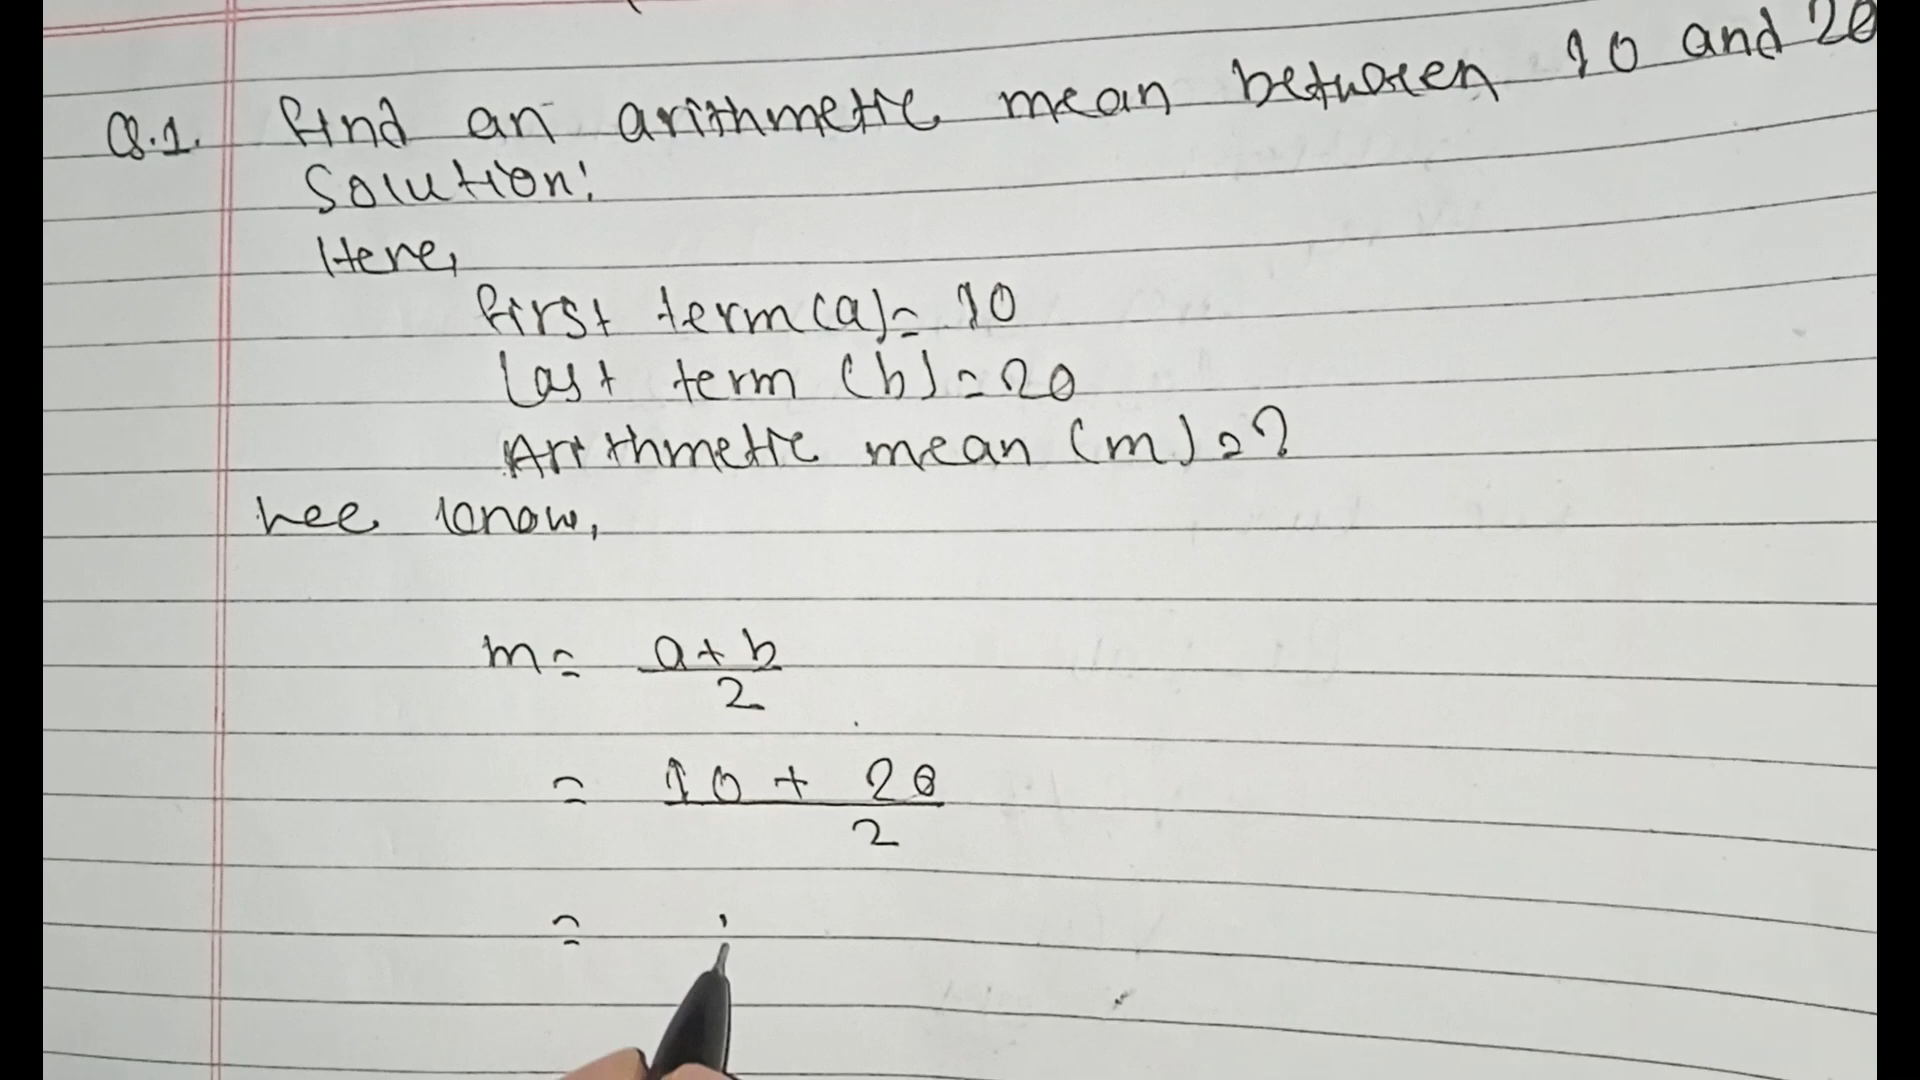 Q.1. find an arithmetic mean between 10 and 20
Solution:
Here,
first term (a) = 10
last term (b) = 20
Arithmetic mean (m) = ?
wee know,
m = a + b
2
= 10 + 20
2
=